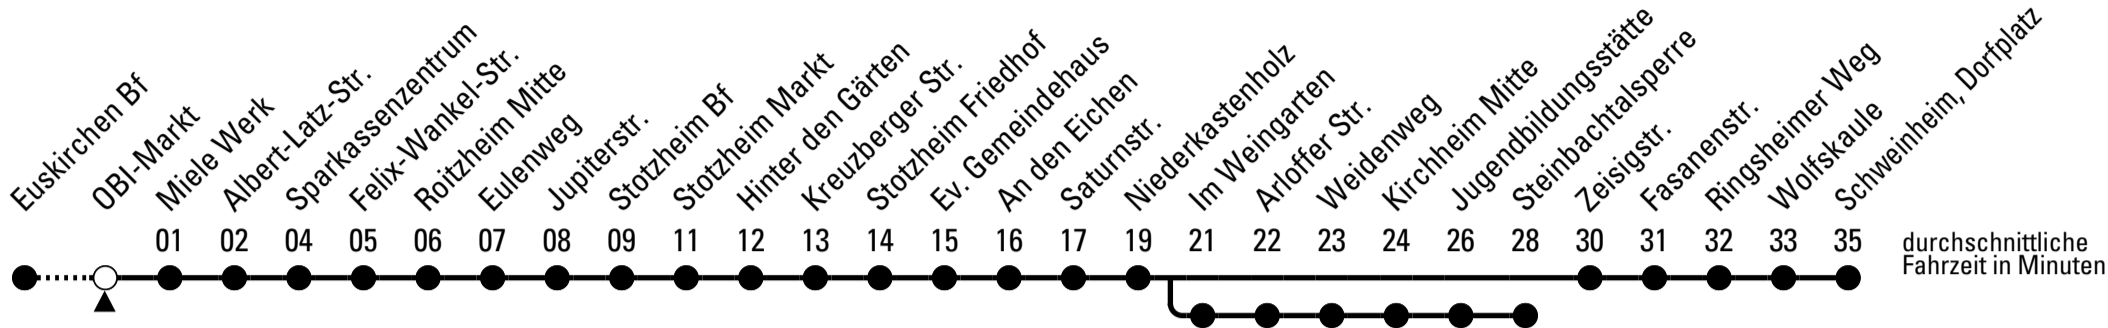 Euskirchen Bf
OBI-Markt
Miele Werk
Albert-Latz-Str.
Sparkassenzentrum
Felix-Wankel-Str.
Roitzheim Mitte
Eulenweg
Jupiterstr.
Stotzheim Bf
Stotzheim Markt
Hinter den Gärten
Kreuzberger Str.
Stotzheim Friedhof
Ev. Gemeindehaus
An den Eichen
Saturnstr.
Niederkastenholz
Im Weingarten
Arloffer Str.
Weidenweg
Kirchheim Mitte
Jugendbildungsstätte
Steinbachtalsperre
Zeisigstr.
Fasanenstr.
Ringsheimer Weg
Wolfskaule
Schweinheim, Dorfplatz
01 02 04 05 06 07 08 09 11 12 13 14 15 16 17 19 21 22 23 24 26 28 30 31 32 33 35
durchschnittliche
Fahrzeit in Minuten